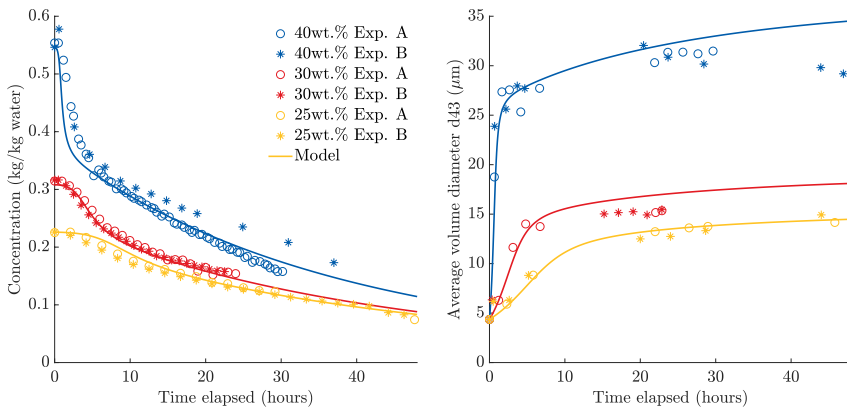 0.6
0.5
0.4
0.3
0.2
0.1
0
0
10
20
30
40
Concentration (kg/kg water)
Time elapsed (hours)
40wt.% Exp. A
40wt.% Exp. B
30wt.% Exp. A
30wt.% Exp. B
25wt.% Exp. A
25wt.% Exp. B
Model
35
30
25
20
15
10
5
0
0
10
20
30
40
Average volume diameter d43 (μm)
Time elapsed (hours)